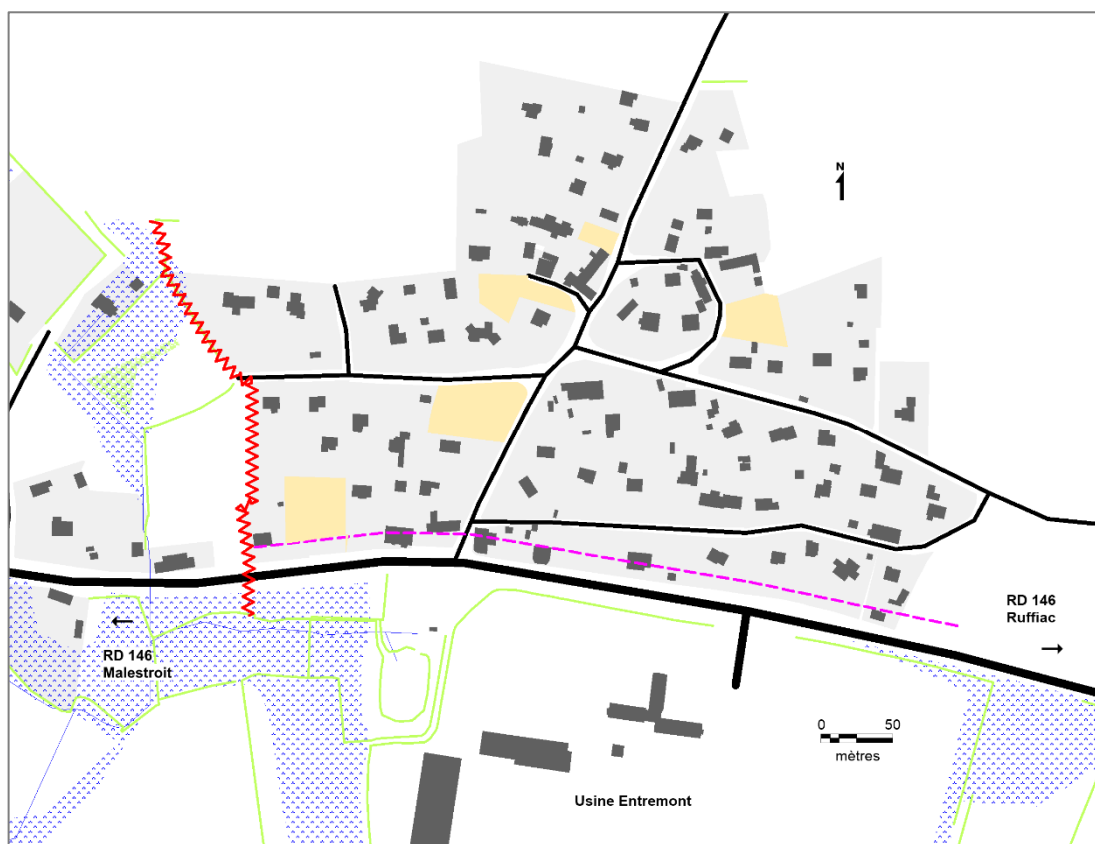 N
RD 146
Ruffiac
RD 146
Malestroit
0 50
mètres
Usine Entremont